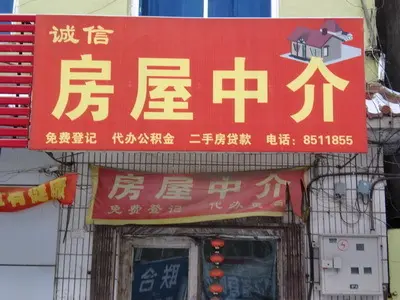 诚信
房屋中介
免费登记 代办公积金 二手房贷款 电话：8511855
房屋中介
免费登记 代办